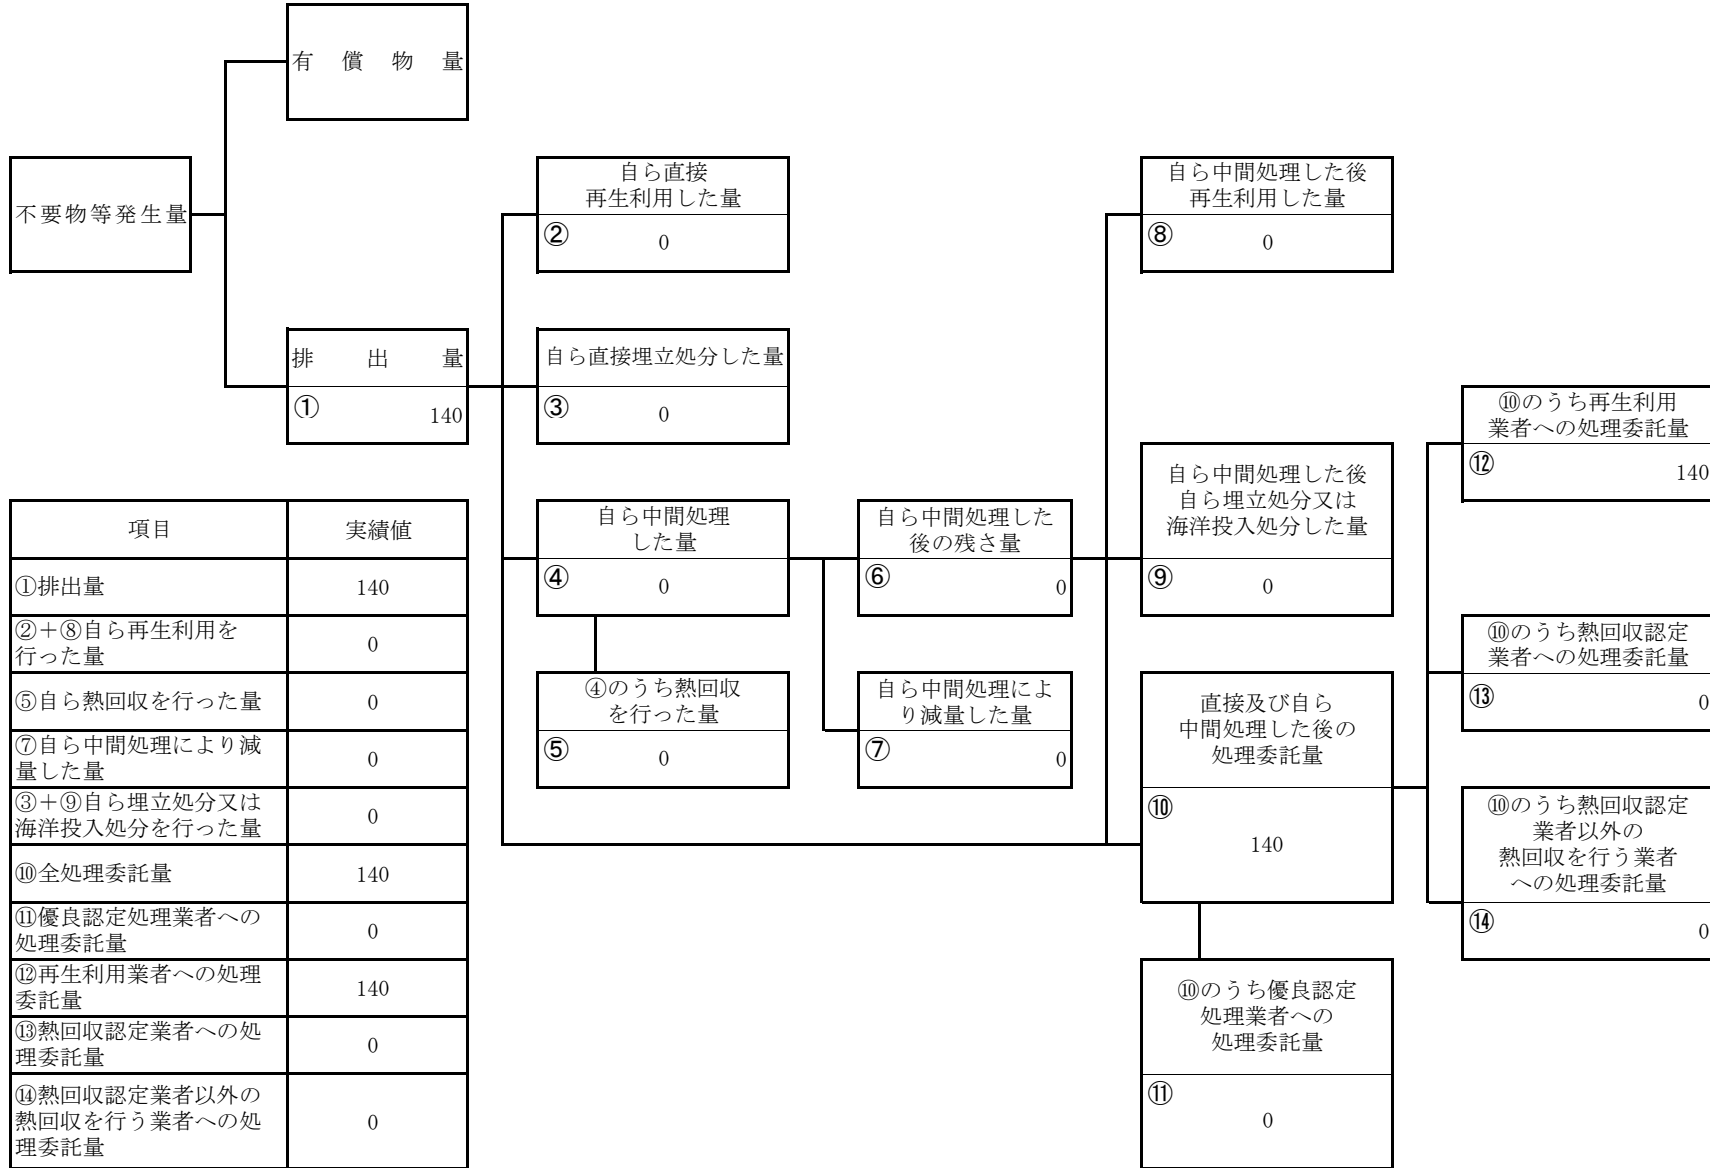 有償物量
不要物等発生量
自ら直接
再生利用した量
② 0
自ら中間処理した後
再生利用した量
⑧ 0
排出量
① 140
自ら直接埋立処分した量
③ 0
⑩のうち再生利用
業者への処理委託量
⑫ 140
自ら中間処理
した量
④ 0
自ら中間処理した
後の残さ量
⑥ 0
自ら中間処理した後
自ら埋立処分又は
海洋投入処分した量
⑨ 0
⑩のうち熱回収認定
業者への処理委託量
⑬ 0
④のうち熱回収
を行った量
⑤ 0
自ら中間処理によ
り減量した量
⑦ 0
直接及び自ら
中間処理した後の
処理委託量
⑩
140
⑩のうち熱回収認定
業者以外の
熱回収を行う業者
への処理委託量
⑭ 0
⑩のうち優良認定
処理業者への
処理委託量
⑪
0
項目 実績値
①排出量 140
②+⑧自ら再生利用を
行った量 0
⑤自ら熱回収を行った量 0
⑦自ら中間処理により減
量した量 0
③+⑨自ら埋立処分又は
海洋投入処分を行った量 0
⑩全処理委託量 140
⑪優良認定処理業者への
処理委託量 0
⑫再生利用業者への処理
委託量 140
⑬熱回収認定業者への処
理委託量 0
⑭熱回収認定業者以外の
熱回収を行う業者への処 0
理委託量